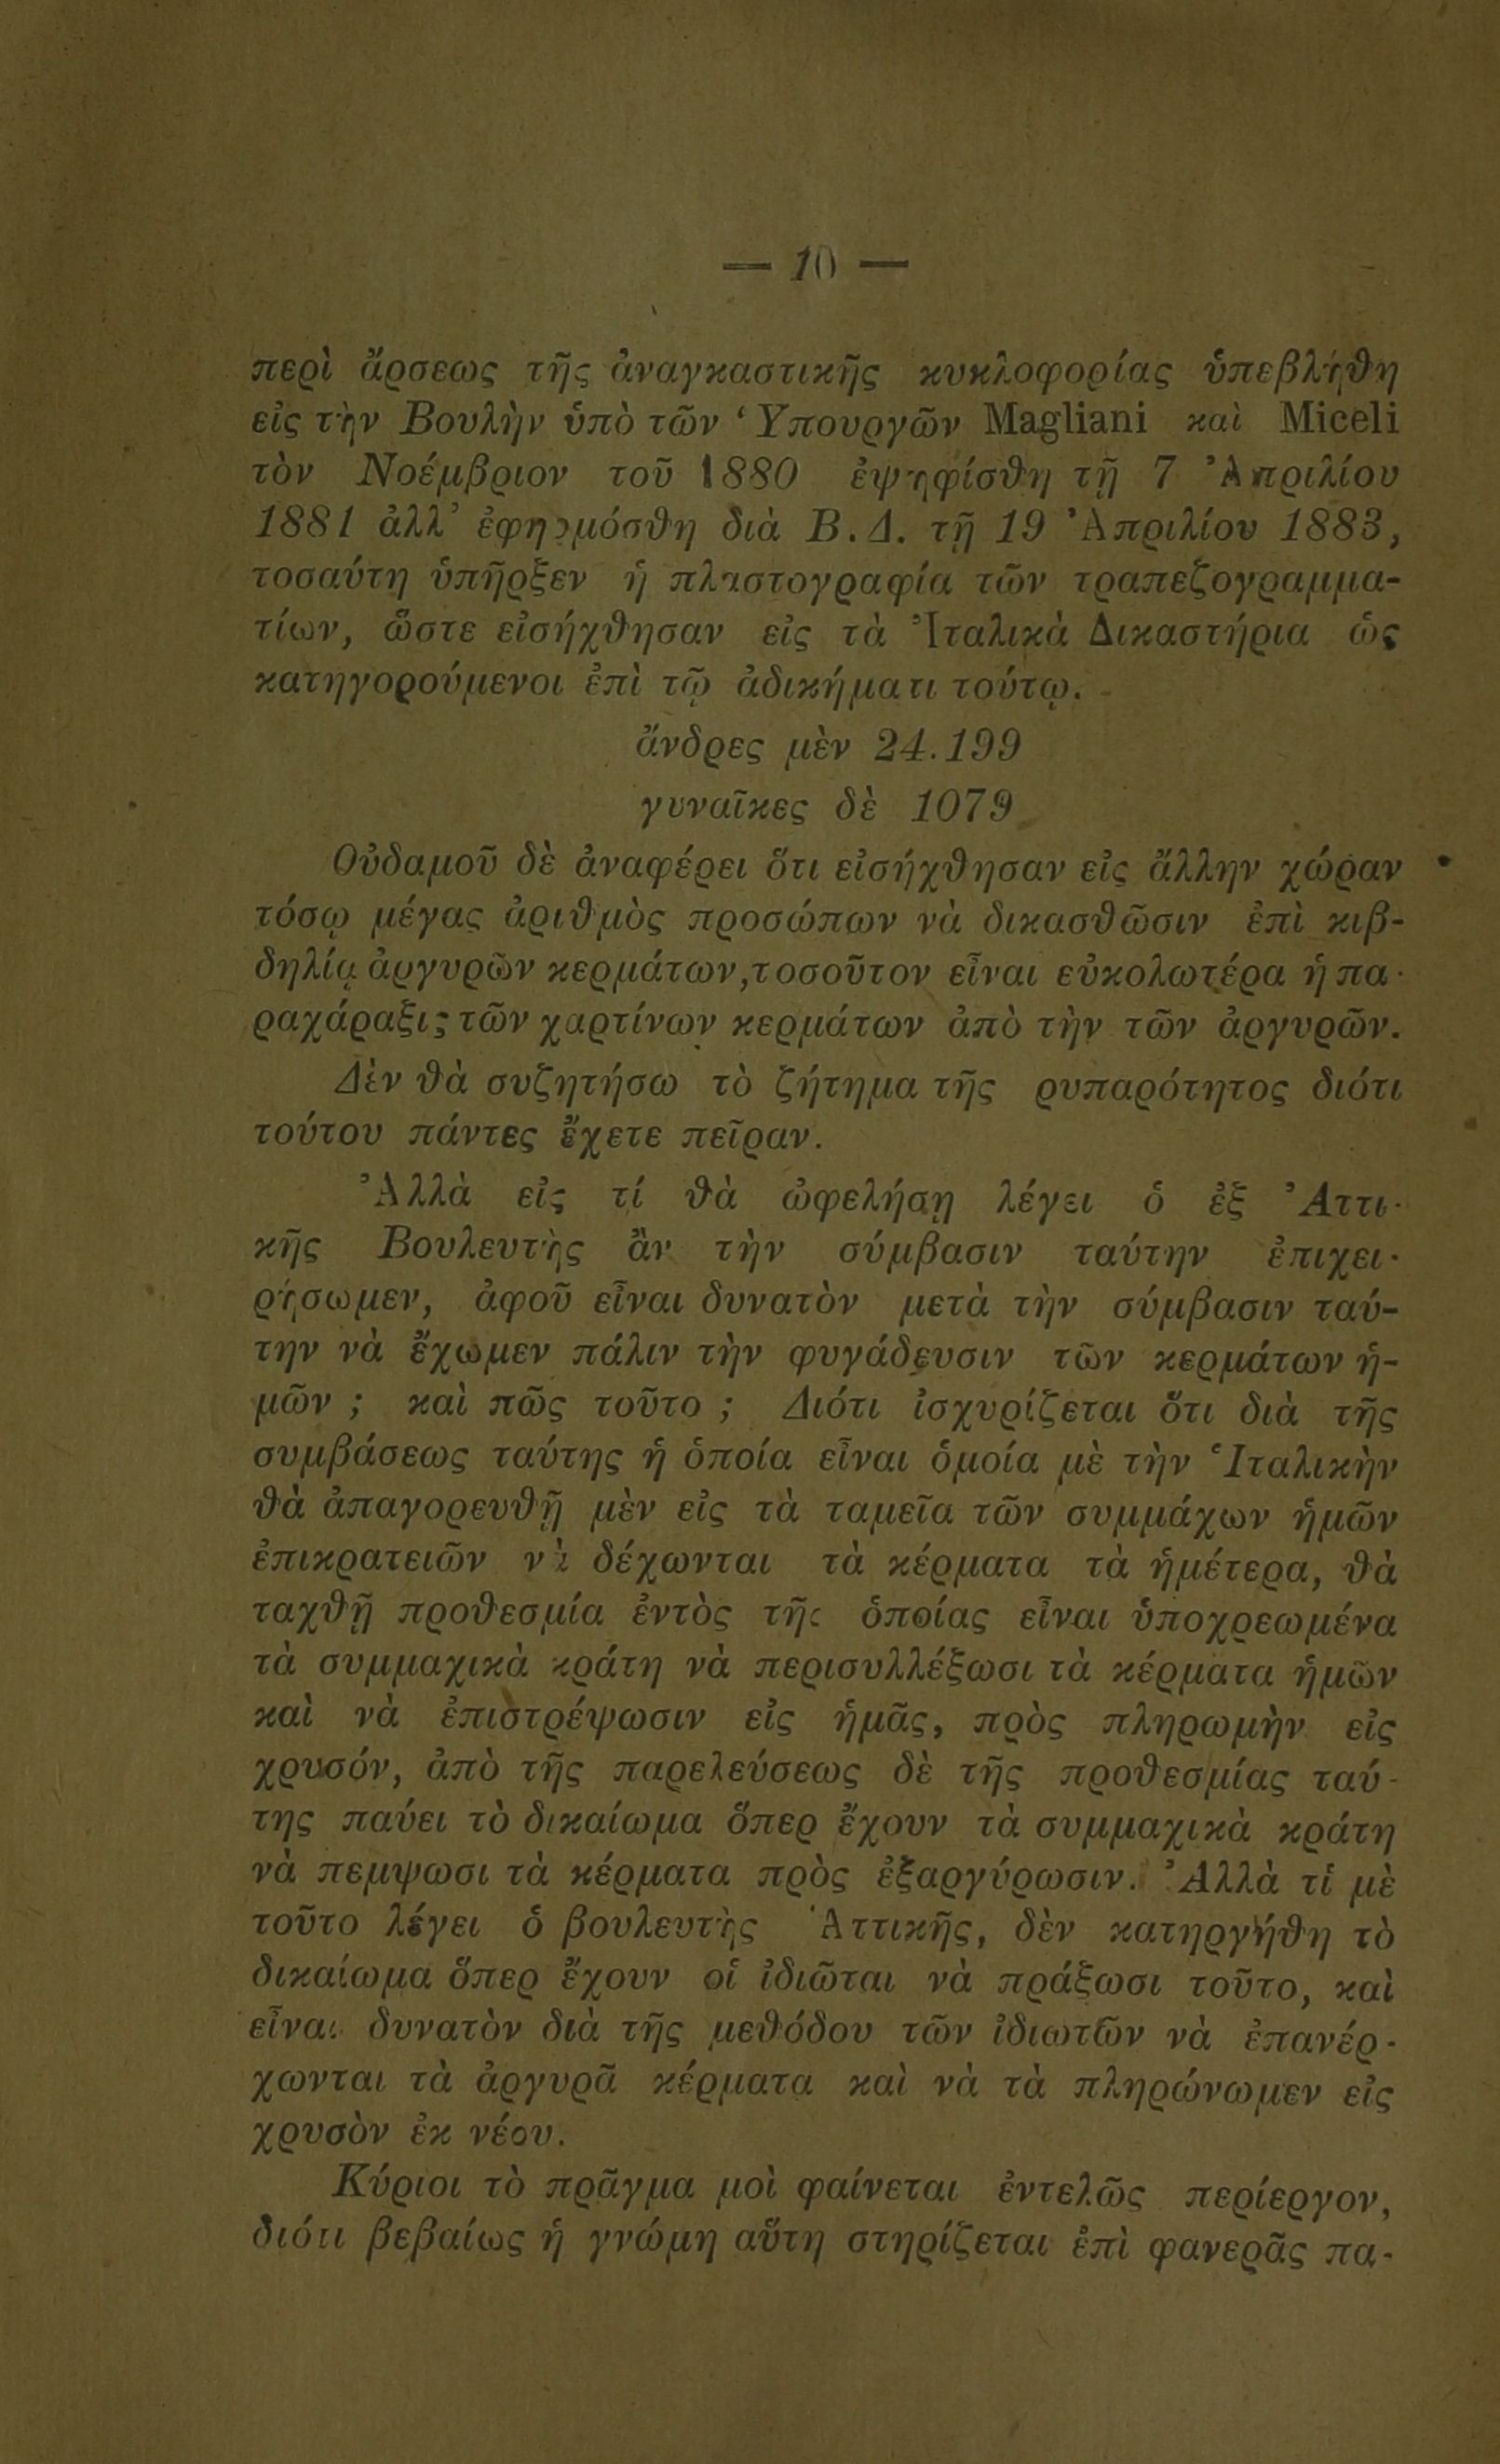 — 10 —
περὶ ἄρσεως τῆς ἀναγκαστικῆς κυκλοφορίας ὑπεβλήθη
εἰς τὴν Βουλὴν ὑπὸ τῶν Ὑπουργῶν Magliani καὶ Miceli
τὸν Νοέμβριον τοῦ 1880 ἐψηφίσθη τῇ 7 Ἀπριλίου
1881 ἀλλ’ ἐφηρμόσθη διὰ Β.Δ. τῇ 19 Ἀπριλίου 1883,
τοσαύτη ὑπῆρξεν ἡ πλαστογραφία τῶν τραπεζογραμμα-
τίων, ὥστε εἰσήχθησαν εἰς τὰ Ἰταλικὰ Δικαστήρια ὡς
κατηγορούμενοι ἐπὶ τῷ ἀδικήματι τούτῳ.
ἄνδρες μὲν 24.199
γυναῖκες δὲ 1079
Οὐδαμοῦ δὲ ἀναφέρει ὅτι εἰσήχθησαν εἰς ἄλλην χώραν
τόσῳ μέγας ἀριθμὸς προσώπων νὰ δικασθῶσιν ἐπὶ κιβ-
δηλίᾳ ἀργυρῶν κερμάτων, τοσοῦτον εἶναι εὐκολωτέρα ἡ πα-
ραχάραξις τῶν χαρτίνων κερμάτων ἀπὸ τὴν τῶν ἀργυρῶν.
Δὲν θὰ συζητήσω τὸ ζήτημα τῆς ρυπαρότητος διότι
τούτου πάντες ἔχετε πεῖραν.
Ἀλλὰ εἰς τί θὰ ὠφελήσῃ λέγει ὁ ἐξ Ἀττι-
κῆς Βουλευτὴς ἂν τὴν σύμβασιν ταύτην ἐπιχει-
ρήσωμεν, ἀφοῦ εἶναι δυνατὸν μετὰ τὴν σύμβασιν ταύ-
την νὰ ἔχωμεν πάλιν τὴν φυγάδευσιν τῶν κερμάτων ἡ-
μῶν ; καὶ πῶς τοῦτο ; Διότι ἰσχυρίζεται ὅτι διὰ τῆς
συμβάσεως ταύτης ἡ ὁποία εἶναι ὁμοία μὲ τὴν Ἱταλικὴν
θὰ ἀπαγορευθῇ μὲν εἰς τὰ ταμεῖα τῶν συμμάχων ἡμῶν
ἐπικρατειῶν νὰ δέχωνται τὰ κέρματα τὰ ἡμέτερα, θὰ
ταχθῇ προθεσμία ἐντὸς τῆς ὁποίας εἶναι ὑποχρεωμένα
τὰ συμμαχικὰ κράτη νὰ περισυλλέξωσι τὰ κέρματα ἡμῶν
καὶ νὰ ἐπιστρέψωσιν εἰς ἡμᾶς, πρὸς πληρωμὴν εἰς
χρυσόν, ἀπὸ τῆς παρελεύσεως δὲ τῆς προθεσμίας ταύ-
της παύει τὸ δικαίωμα ὅπερ ἔχουν τὰ συμμαχικὰ κράτη
νὰ πεμψωσι τὰ κέρματα πρὸς ἐξαργύρωσιν. Ἀλλὰ τί μὲ
τοῦτο λέγει ὁ βουλευτὴς Ἀττικῆς, δὲν κατηργήθη τὸ
δικαίωμα ὅπερ ἔχουν οἱ ἰδιῶται νὰ πράξωσι τοῦτο, καὶ
εἶναι δυνατὸν διὰ τῆς μεθόδου τῶν ἰδιωτῶν νὰ ἐπανέρ-
χωνται τὰ ἀργυρᾶ κέρματα καὶ νὰ τὰ πληρώνωμεν εἰς
χρυσὸν ἐκ νέου.
Κύριοι τὸ πρᾶγμα μοὶ φαίνεται ἐντελῶς περίεργον,
διότι βεβαίως ἡ γνώμη αὕτη στηρίζεται ἐπὶ φανερᾶς πα-